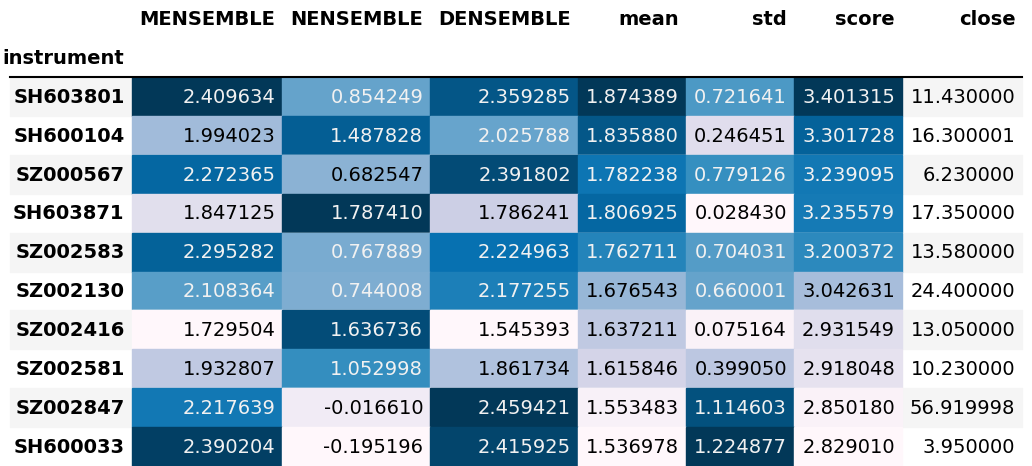 MENSEMBLE NENSEMBLE DENSEMBLE mean std score close
instrument
SH603801 2.409634 0.854249 2.359285 1.874389 0.721641 3.401315 11.430000
SH600104 1.994023 1.487828 2.025788 1.835880 0.246451 3.301728 16.300001
SZ000567 2.272365 0.682547 2.391802 1.782238 0.779126 3.239095 6.230000
SH603871 1.847125 1.787410 1.786241 1.806925 0.028430 3.235579 17.350000
SZ002583 2.295282 0.767889 2.224963 1.762711 0.704031 3.200372 13.580000
SZ002130 2.108364 0.744008 2.177255 1.676543 0.660001 3.042631 24.400000
SZ002416 1.729504 1.636736 1.545393 1.637211 0.075164 2.931549 13.050000
SZ002581 1.932807 1.052998 1.861734 1.615846 0.399050 2.918048 10.230000
SZ002847 2.217639 -0.016610 2.459421 1.553483 1.114603 2.850180 56.919998
SH600033 2.390204 -0.195196 2.415925 1.536978 1.224877 2.829010 3.950000